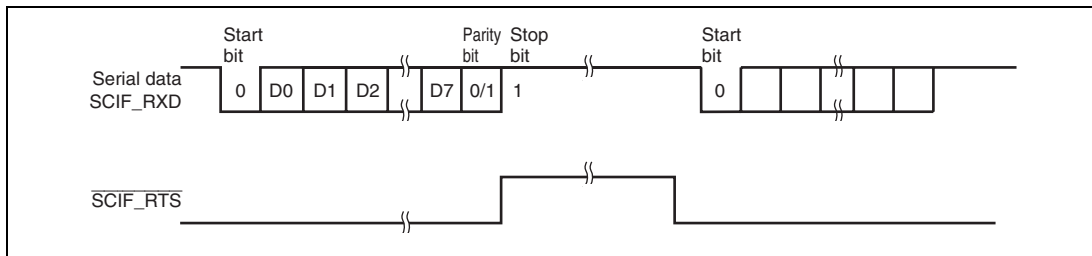 Start bit
Parity bit
Stop bit
Start bit
Serial data
SCIF_RXD
0 D0 D1 D2 D7 0/1 1 0
SCIF_RTS